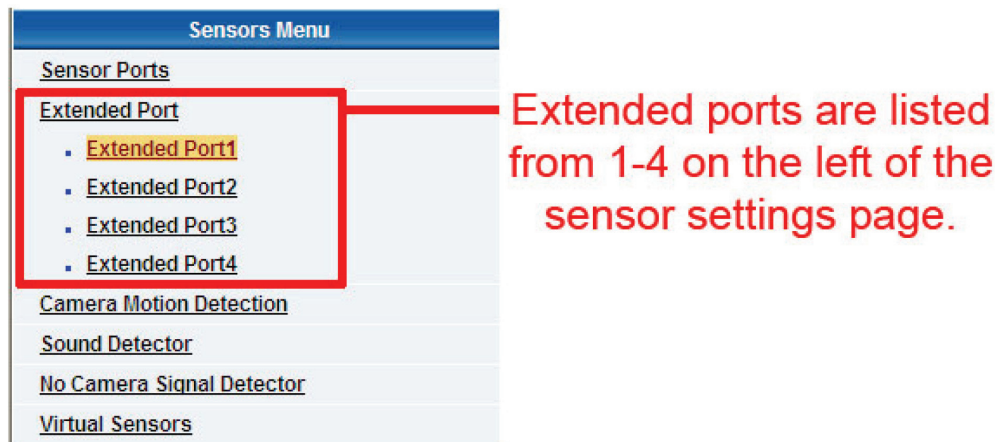 Sensors Menu
Sensor Ports
Extended Port
Extended Port1
Extended Port2
Extended Port3
Extended Port4
Camera Motion Detection
Sound Detector
No Camera Signal Detector
Virtual Sensors
Extended ports are listed
from 1-4 on the left of the
sensor settings page.